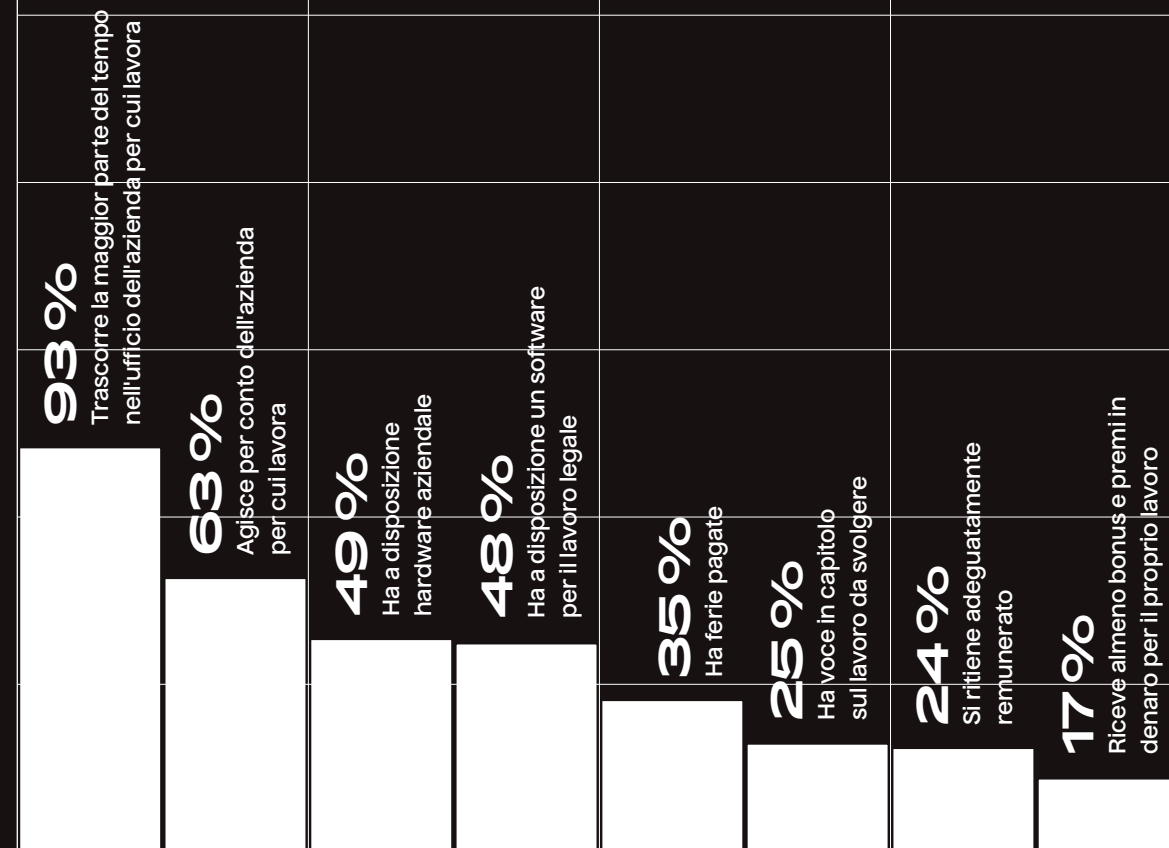 93 %
Trascorre la maggior parte del tempo
nell'ufficio dell'azienda per cui lavora
63 %
Agisce per conto dell'azienda
per cui lavora
49 %
Ha a disposizione
hardware aziendale
48 %
Ha a disposizione un software
per il lavoro legale
35 %
Ha ferie pagate
25 %
Ha voce in capitolo
sul lavoro da svolgere
24 %
Si ritiene adeguatamente
remunerato
17 %
Riceve almeno bonus e premi in
denaro per il proprio lavoro